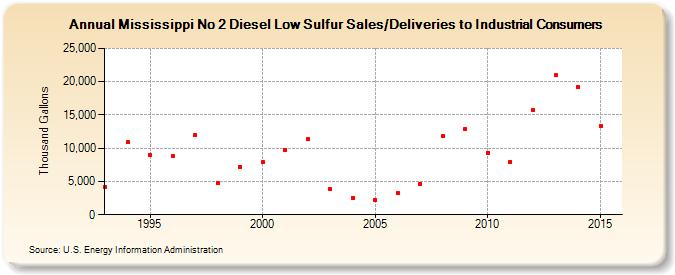 Annual Mississippi No 2 Diesel Low Sulfur Sales/Deliveries to Industrial Consumers
Thousand Gallons
25,000
20,000
15,000
10,000
5,000
0
1995 2000 2005 2010 2015
Source: U.S. Energy Information Administration